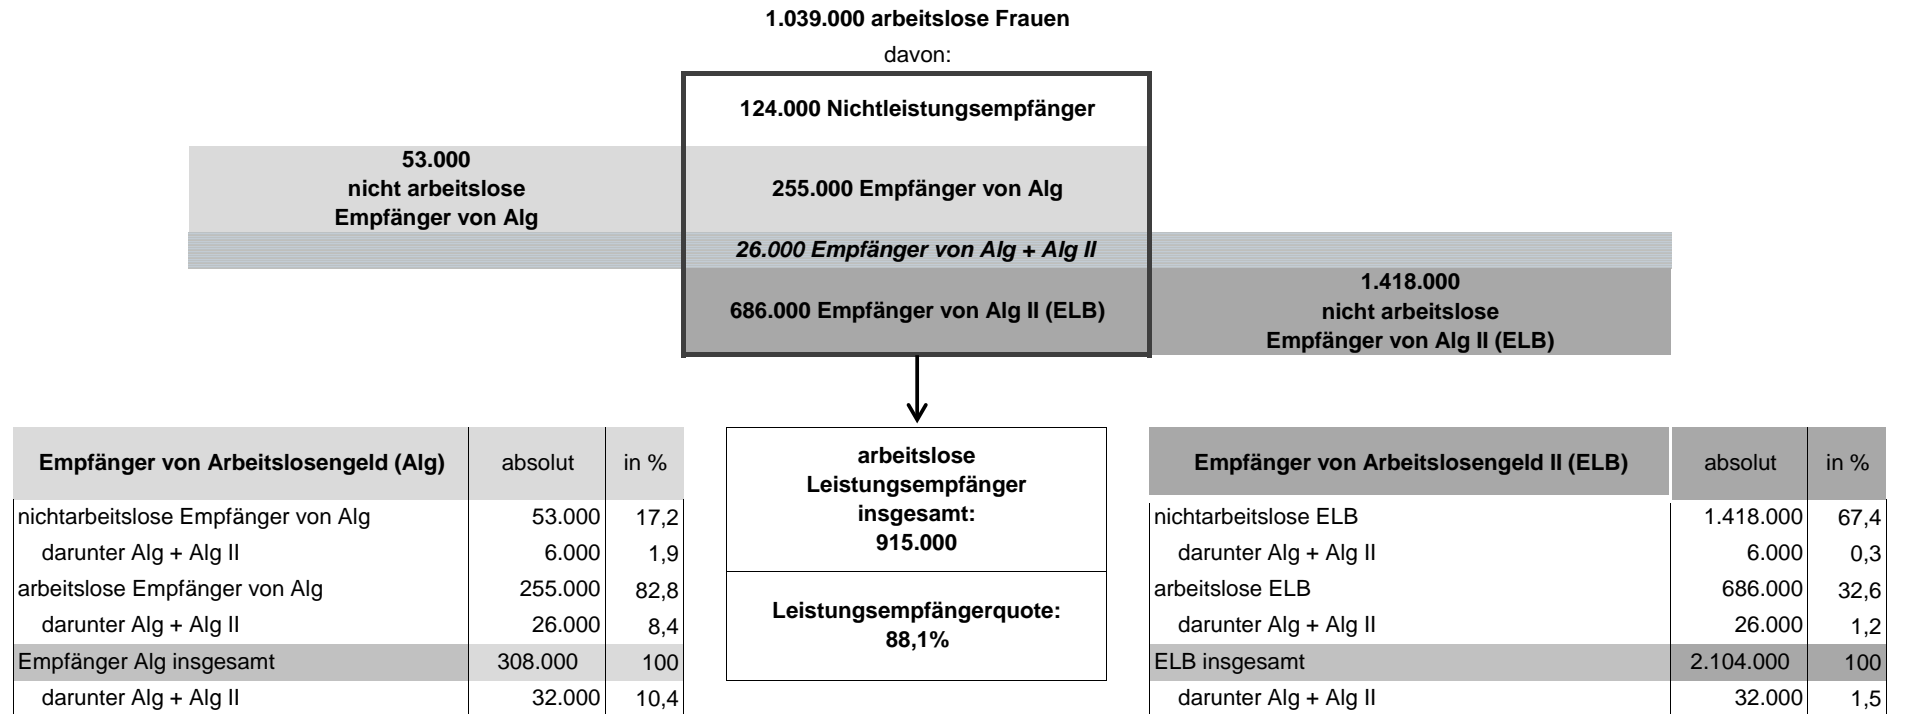 1.039.000 arbeitslose Frauen
davon:
124.000 Nichtleistungsempfänger
53.000
nicht arbeitslose
Empfänger von Alg
255.000 Empfänger von Alg
26.000 Empfänger von Alg + Alg II
686.000 Empfänger von Alg II (ELB)
1.418.000
nicht arbeitslose
Empfänger von Alg II (ELB)
Empfänger von Arbeitslosengeld (Alg) absolut in %
nichtarbeitslose Empfänger von Alg 53.000 17,2
darunter Alg + Alg II 6.000 1,9
arbeitslose Empfänger von Alg 255.000 82,8
darunter Alg + Alg II 26.000 8,4
Empfänger Alg insgesamt 308.000 100
darunter Alg + Alg II 32.000 10,4
arbeitslose
Leistungsempfänger
insgesamt:
915.000
Leistungsempfängerquote:
88,1%
Empfänger von Arbeitslosengeld II (ELB) absolut in %
nichtarbeitslose ELB 1.418.000 67,4
darunter Alg + Alg II 6.000 0,3
arbeitslose ELB 686.000 32,6
darunter Alg + Alg II 26.000 1,2
ELB insgesamt 2.104.000 100
darunter Alg + Alg II 32.000 1,5